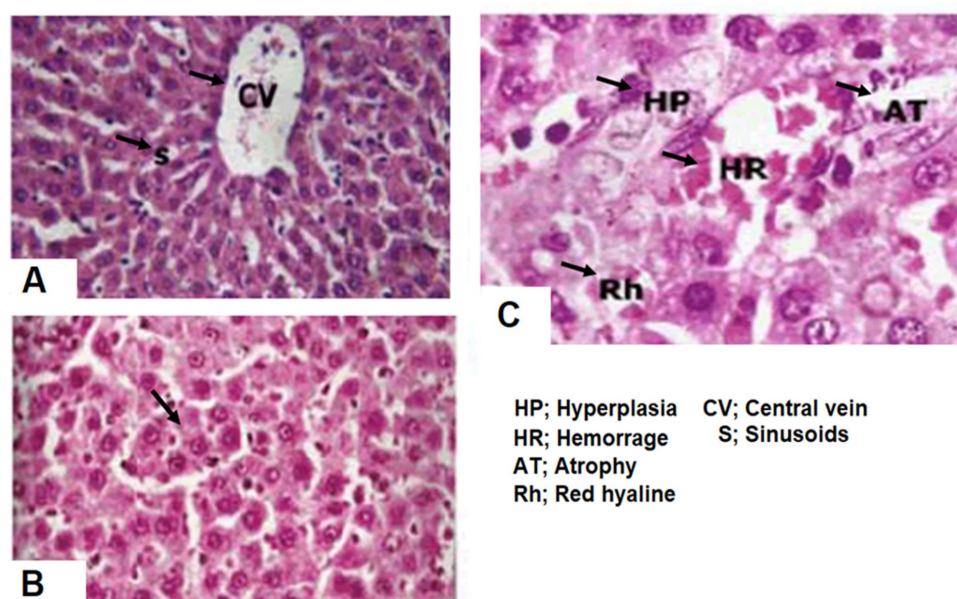 CV
S
A
B
HP
AT
HR
Rh
C
HP; Hyperplasia CV; Central vein
HR; Hemorrage S; Sinusoids
AT; Atrophy
Rh; Red hyaline